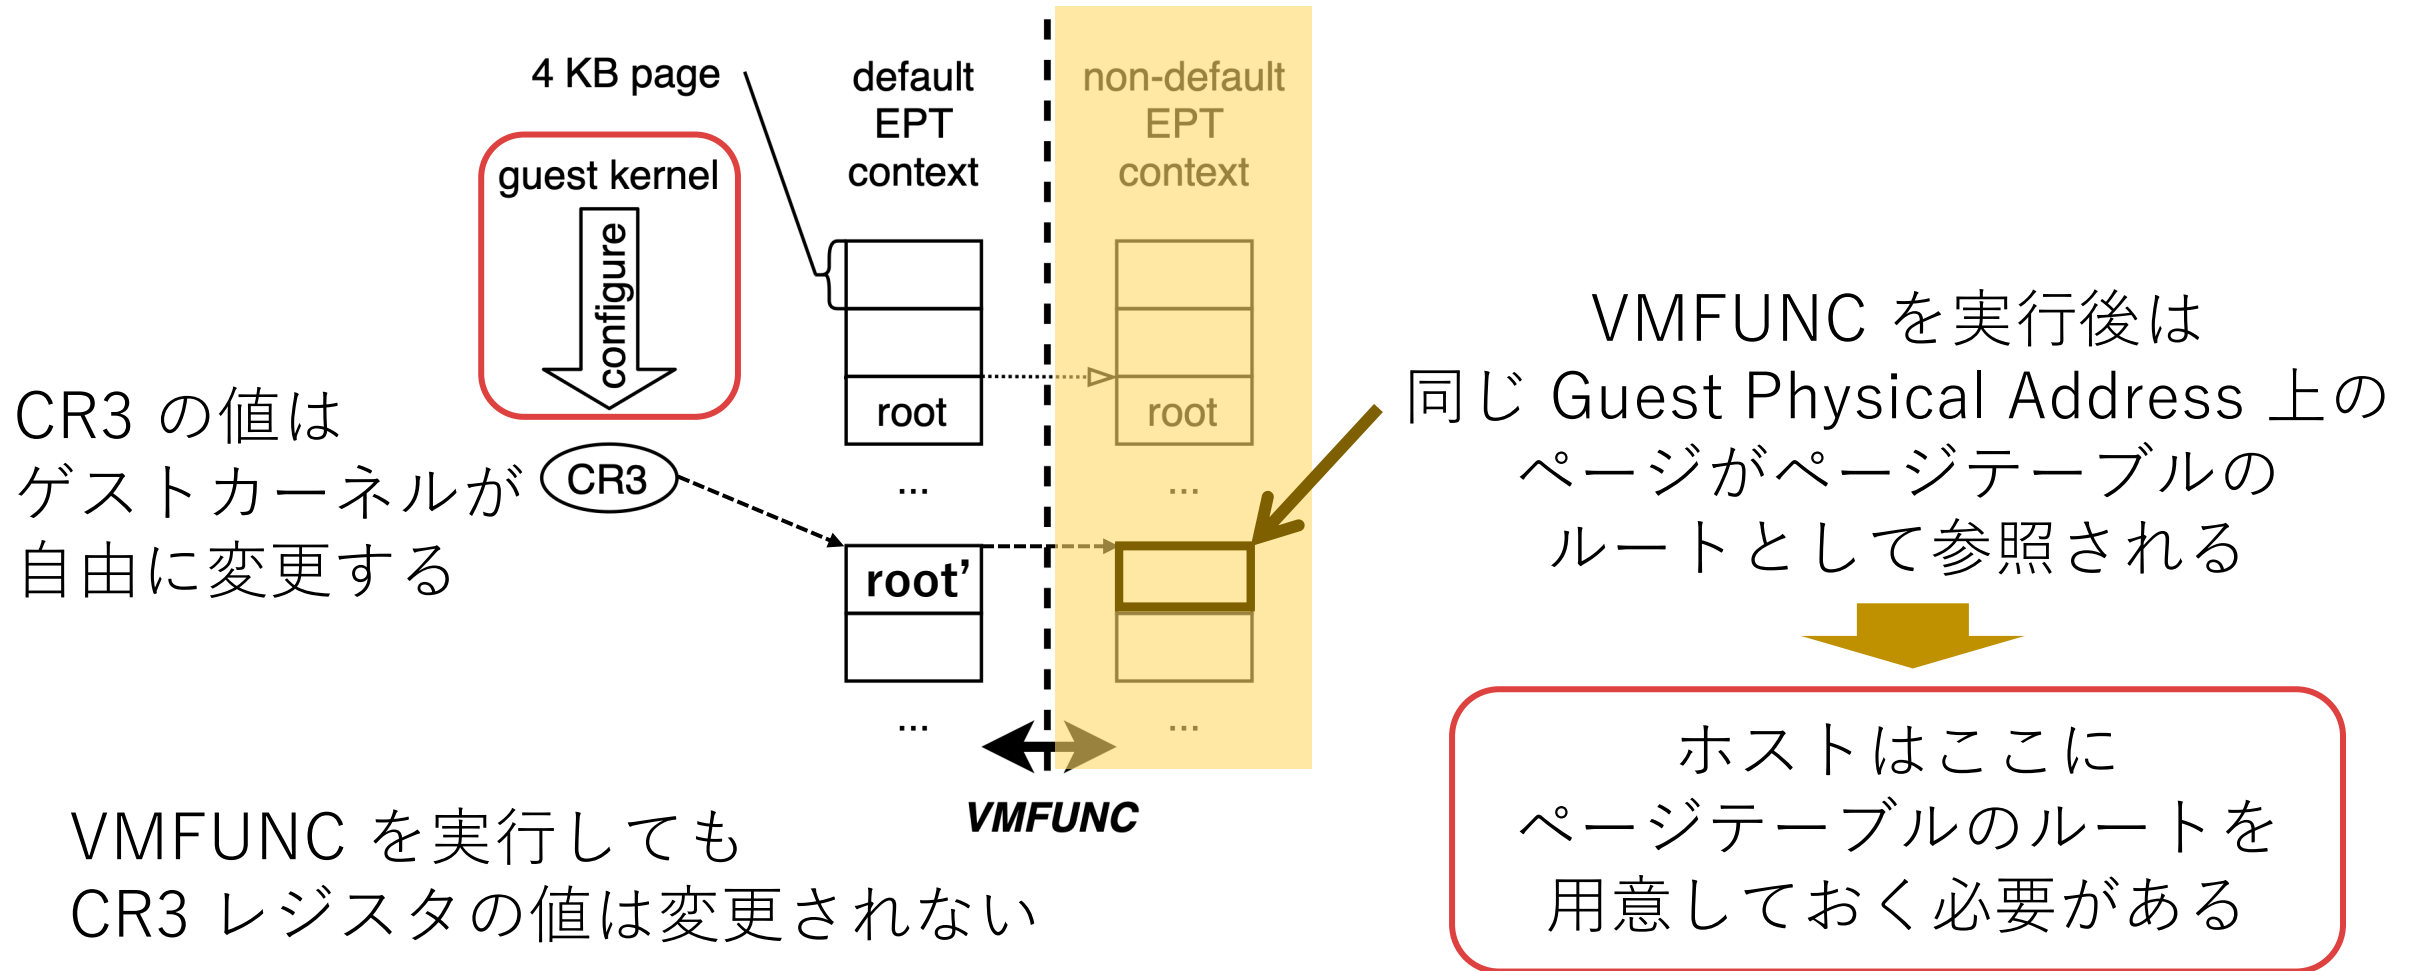 4 KB page
default
EPT
context
non-default
EPT
context
guest kernel
configure
root
root
CR3
...
...
root’
...
...
VMFUNC
CR3 の値は
ゲストカーネルが
自由に変更する
VMFUNC を実行しても
CR3 レジスタの値は変更されない
VMFUNC を実行後は
同じ Guest Physical Address 上の
ページがページテーブルの
ルートとして参照される
ホストはここに
ページテーブルのルートを
用意しておく必要がある